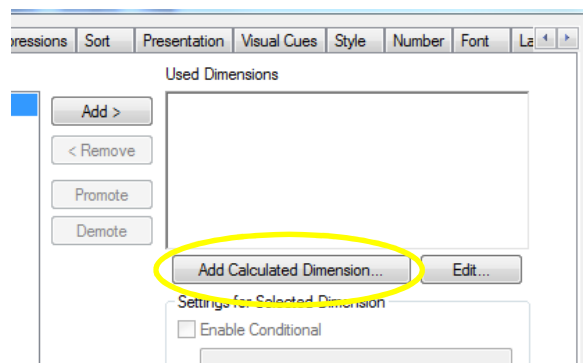 pressions Sort Presentation Visual Cues Style Number Font La
Used Dimensions
Add >
< Remove
Promote
Demote
Add Calculated Dimension... Edit...
Settings for Selected Dimension
Enable Conditional